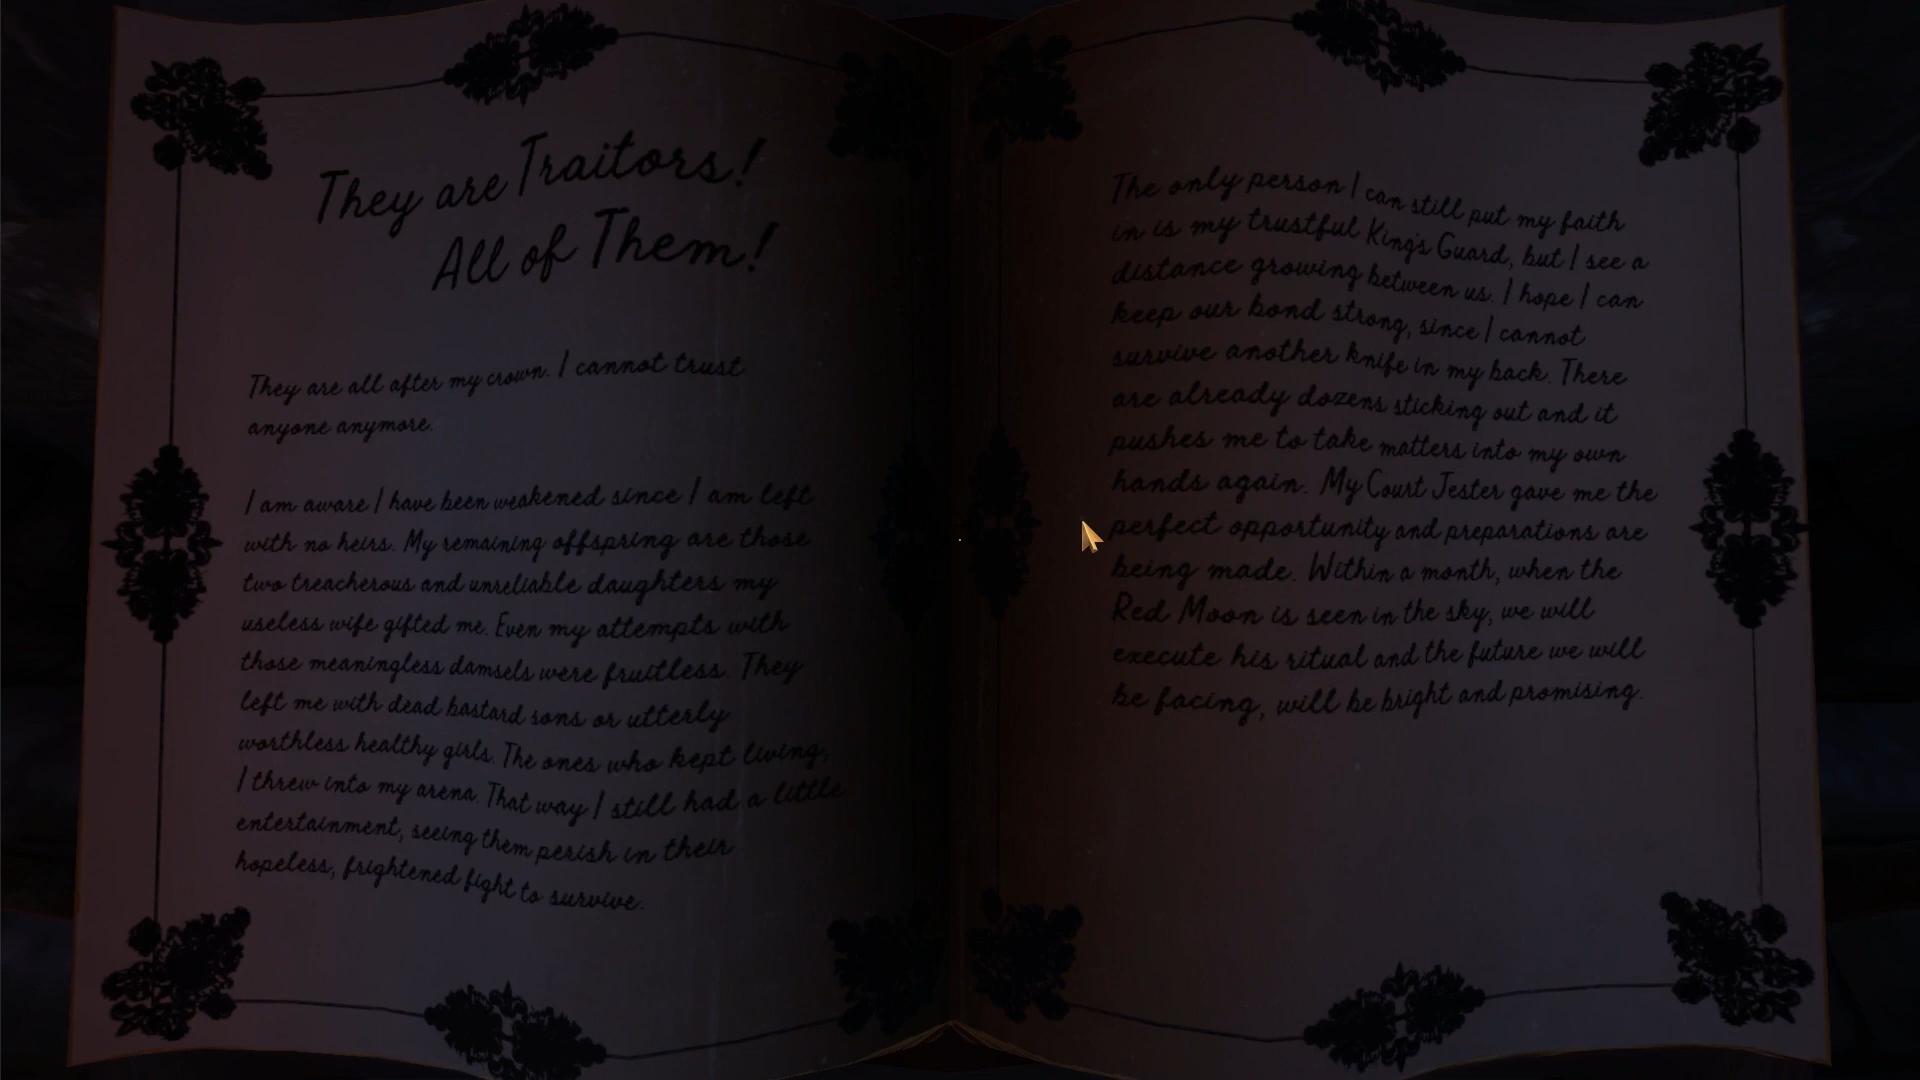 They are Traitors!
All of Them!
They are all after my crown. I cannot trust
anyone anymore.
I am aware I have been weakened since I am left
with no heirs. My remaining offspring are those
two treacherous and unreliable daughters my
useless wife gifted me. Even my attempts with
those meaningless damsels were fruitless. They
left me with dead bastard sons or utterly
worthless healthy girls. The ones who kept living,
I threw into my arena. That way I still had a little
entertainment, seeing them perish in their
hopeless, frightened fight to survive.
The only person I can still put my faith
in is my trustful King's Guard, but I see a
distance growing between us. I hope I can
keep our bond strong, since I cannot
survive another knife in my back. There
are already dozens sticking out and it
pushes me to take matters into my own
hands again. My Court Jester gave me the
perfect opportunity and preparations are
being made. Within a month, when the
Red Moon is seen in the sky, we will
execute his ritual and the future we will
be facing, will be bright and promising.